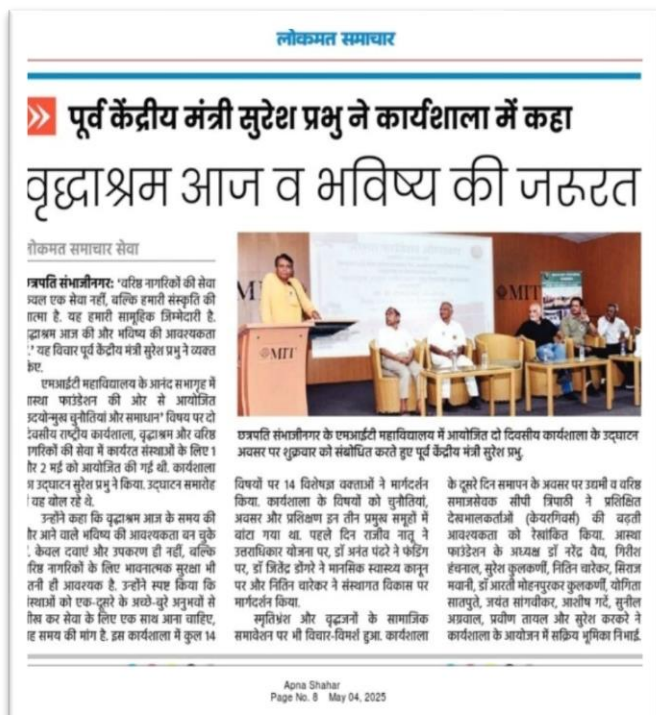 लोकमत समाचार
पूर्व केंद्रीय मंत्री सुरेश प्रभु ने कार्यशाला में कहा
वृद्धाश्रम आज व भविष्य की जरूरत
लोकमत समाचार सेवा
त्रपति संभाजीनगर: 'वरिष्ठ नागरिकों की सेवा
वल एक सेवा नहीं, बल्कि हमारी संस्कृति की
त्मा है. यह हमारी सामूहिक जिम्मेदारी है.
द्धाश्रम आज की और भविष्य की आवश्यकता
' यह विचार पूर्व केंद्रीय मंत्री सुरेश प्रभु ने व्यक्त
केए.
एमआईटी महाविद्यालय के आनंद सभागृह में
ास्था फाउंडेशन की ओर से आयोजित
उदयोन्मुख चुनौतियां और समाधान' विषय पर दो
देवसीय राष्ट्रीय कार्यशाला, वृद्धाश्रम और वरिष्ठ
ागरिकों की सेवा में कार्यरत संस्थाओं के लिए 1
और 2 मई को आयोजित की गई थी. कार्यशाला
ा उद्घाटन सुरेश प्रभु ने किया. उद्घाटन समारोह
वह बोल रहे थे.
उन्होंने कहा कि वृद्धाश्रम आज के समय की
और आने वाले भविष्य की आवश्यकता बन चुके
. केवल दवाएं और उपकरण ही नहीं, बल्कि
रिष्ठ नागरिकों के लिए भावनात्मक सुरक्षा भी
तनी ही आवश्यक है. उन्होंने स्पष्ट किया कि
ंस्थाओं को एक-दूसरे के अच्छे-बुरे अनुभवों से
ीख कर सेवा के लिए एक साथ आना चाहिए,
ह समय की मांग है. इस कार्यशाला में कुल 14
MIT
MIT
छत्रपति संभाजीनगर के एमआईटी महाविद्यालय में आयोजित दो दिवसीय कार्यशाला के उद्घाटन
अवसर पर शुक्रवार को संबोधित करते हुए पूर्व केंद्रीय मंत्री सुरेश प्रभु.
विषयों पर 14 विशेषज्ञ वक्ताओं ने मार्गदर्शन
किया. कार्यशाला के विषयों को चुनौतियां,
अवसर और प्रशिक्षण इन तीन प्रमुख समूहों में
बांटा गया था. पहले दिन राजीव नातू ने
उत्तराधिकार योजना पर, डॉ अनंत पंढरे ने फंडिंग
पर, डॉ जितेंद्र डोंगरे ने मानसिक स्वास्थ्य कानून
पर और नितिन चारेकर ने संस्थागत विकास पर
मार्गदर्शन किया.
स्मृतिभ्रंश और वृद्धजनों के सामाजिक
समावेशन पर भी विचार-विमर्श हुआ. कार्यशाला
के दूसरे दिन समापन के अवसर पर उद्यमी व वरिष्ठ
समाजसेवक सीपी त्रिपाठी ने प्रशिक्षित
देखभालकर्ताओं (केयरगिवर्स) की बढ़ती
आवश्यकता को रेखांकित किया. आस्था
फाउंडेशन के अध्यक्ष डॉ नरेंद्र वैद्य, गिरीश
हंचनाल, सुरेश कुलकर्णी, नितिन चारेकर, सिराज
मवानी, डॉ आरती मोहनपुरकर कुलकर्णी, योगिता
सातपुते, जयंत सांगवीकर, आशीष गर्दे, सुनील
अग्रवाल, प्रवीण तायल और सुरेश करकरे ने
कार्यशाला के आयोजन में सक्रिय भूमिका निभाई.
Apna Shahar
Page No. 8 May 04, 2025